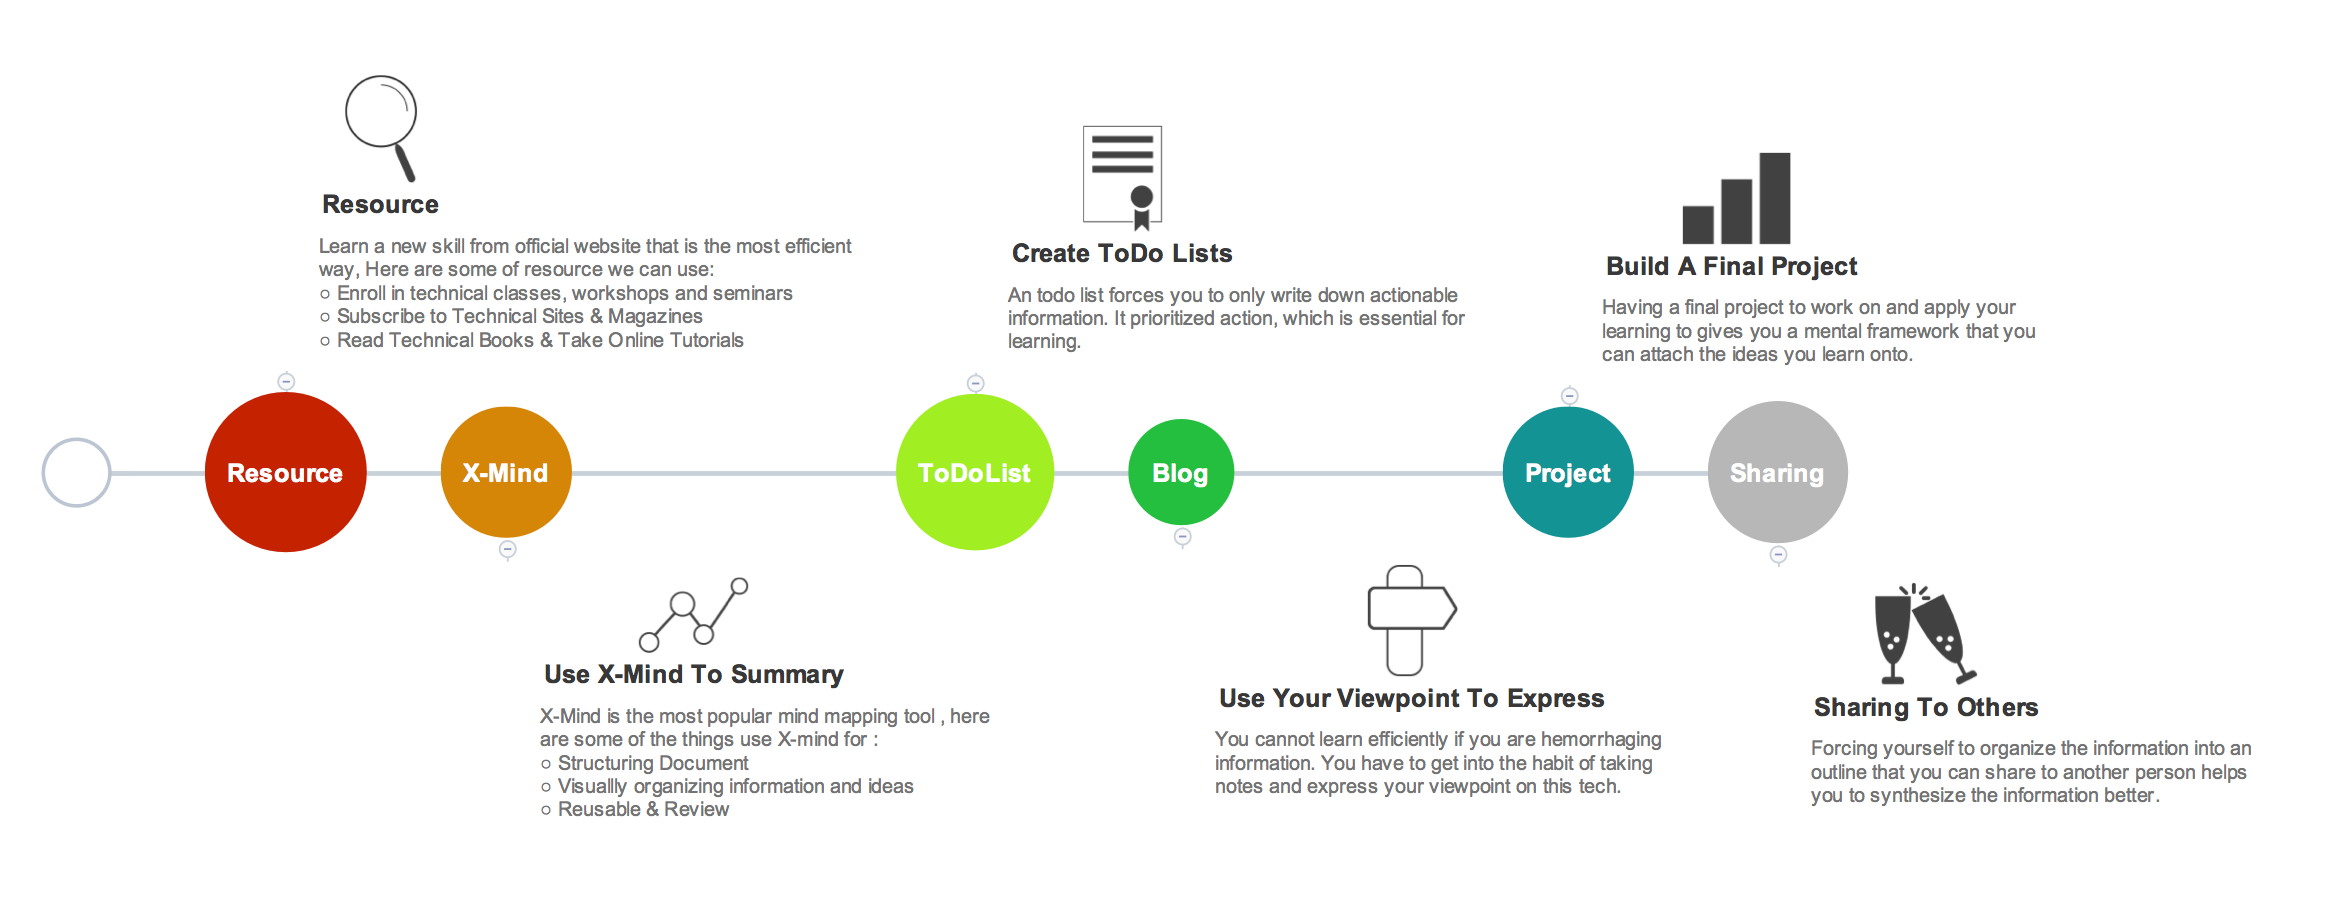 Resource
Learn a new skill from official website that is the most efficient
way, Here are some of resource we can use:
○ Enroll in technical classes, workshops and seminars
○ Subscribe to Technical Sites & Magazines
○ Read Technical Books & Take Online Tutorials
Create ToDo Lists
An todo list forces you to only write down actionable
information. It prioritized action, which is essential for
learning.
Build A Final Project
Having a final project to work on and apply your
learning to gives you a mental framework that you
can attach the ideas you learn onto.
Resource
X-Mind
ToDoList
Blog
Project
Sharing
Use X-Mind To Summary
X-Mind is the most popular mind mapping tool , here
are some of the things use X-mind for :
○ Structuring Document
○ Visuallly organizing information and ideas
○ Reusable & Review
Use Your Viewpoint To Express
You cannot learn efficiently if you are hemorrhaging
information. You have to get into the habit of taking
notes and express your viewpoint on this tech.
Sharing To Others
Forcing yourself to organize the information into an
outline that you can share to another person helps
you to synthesize the information better.